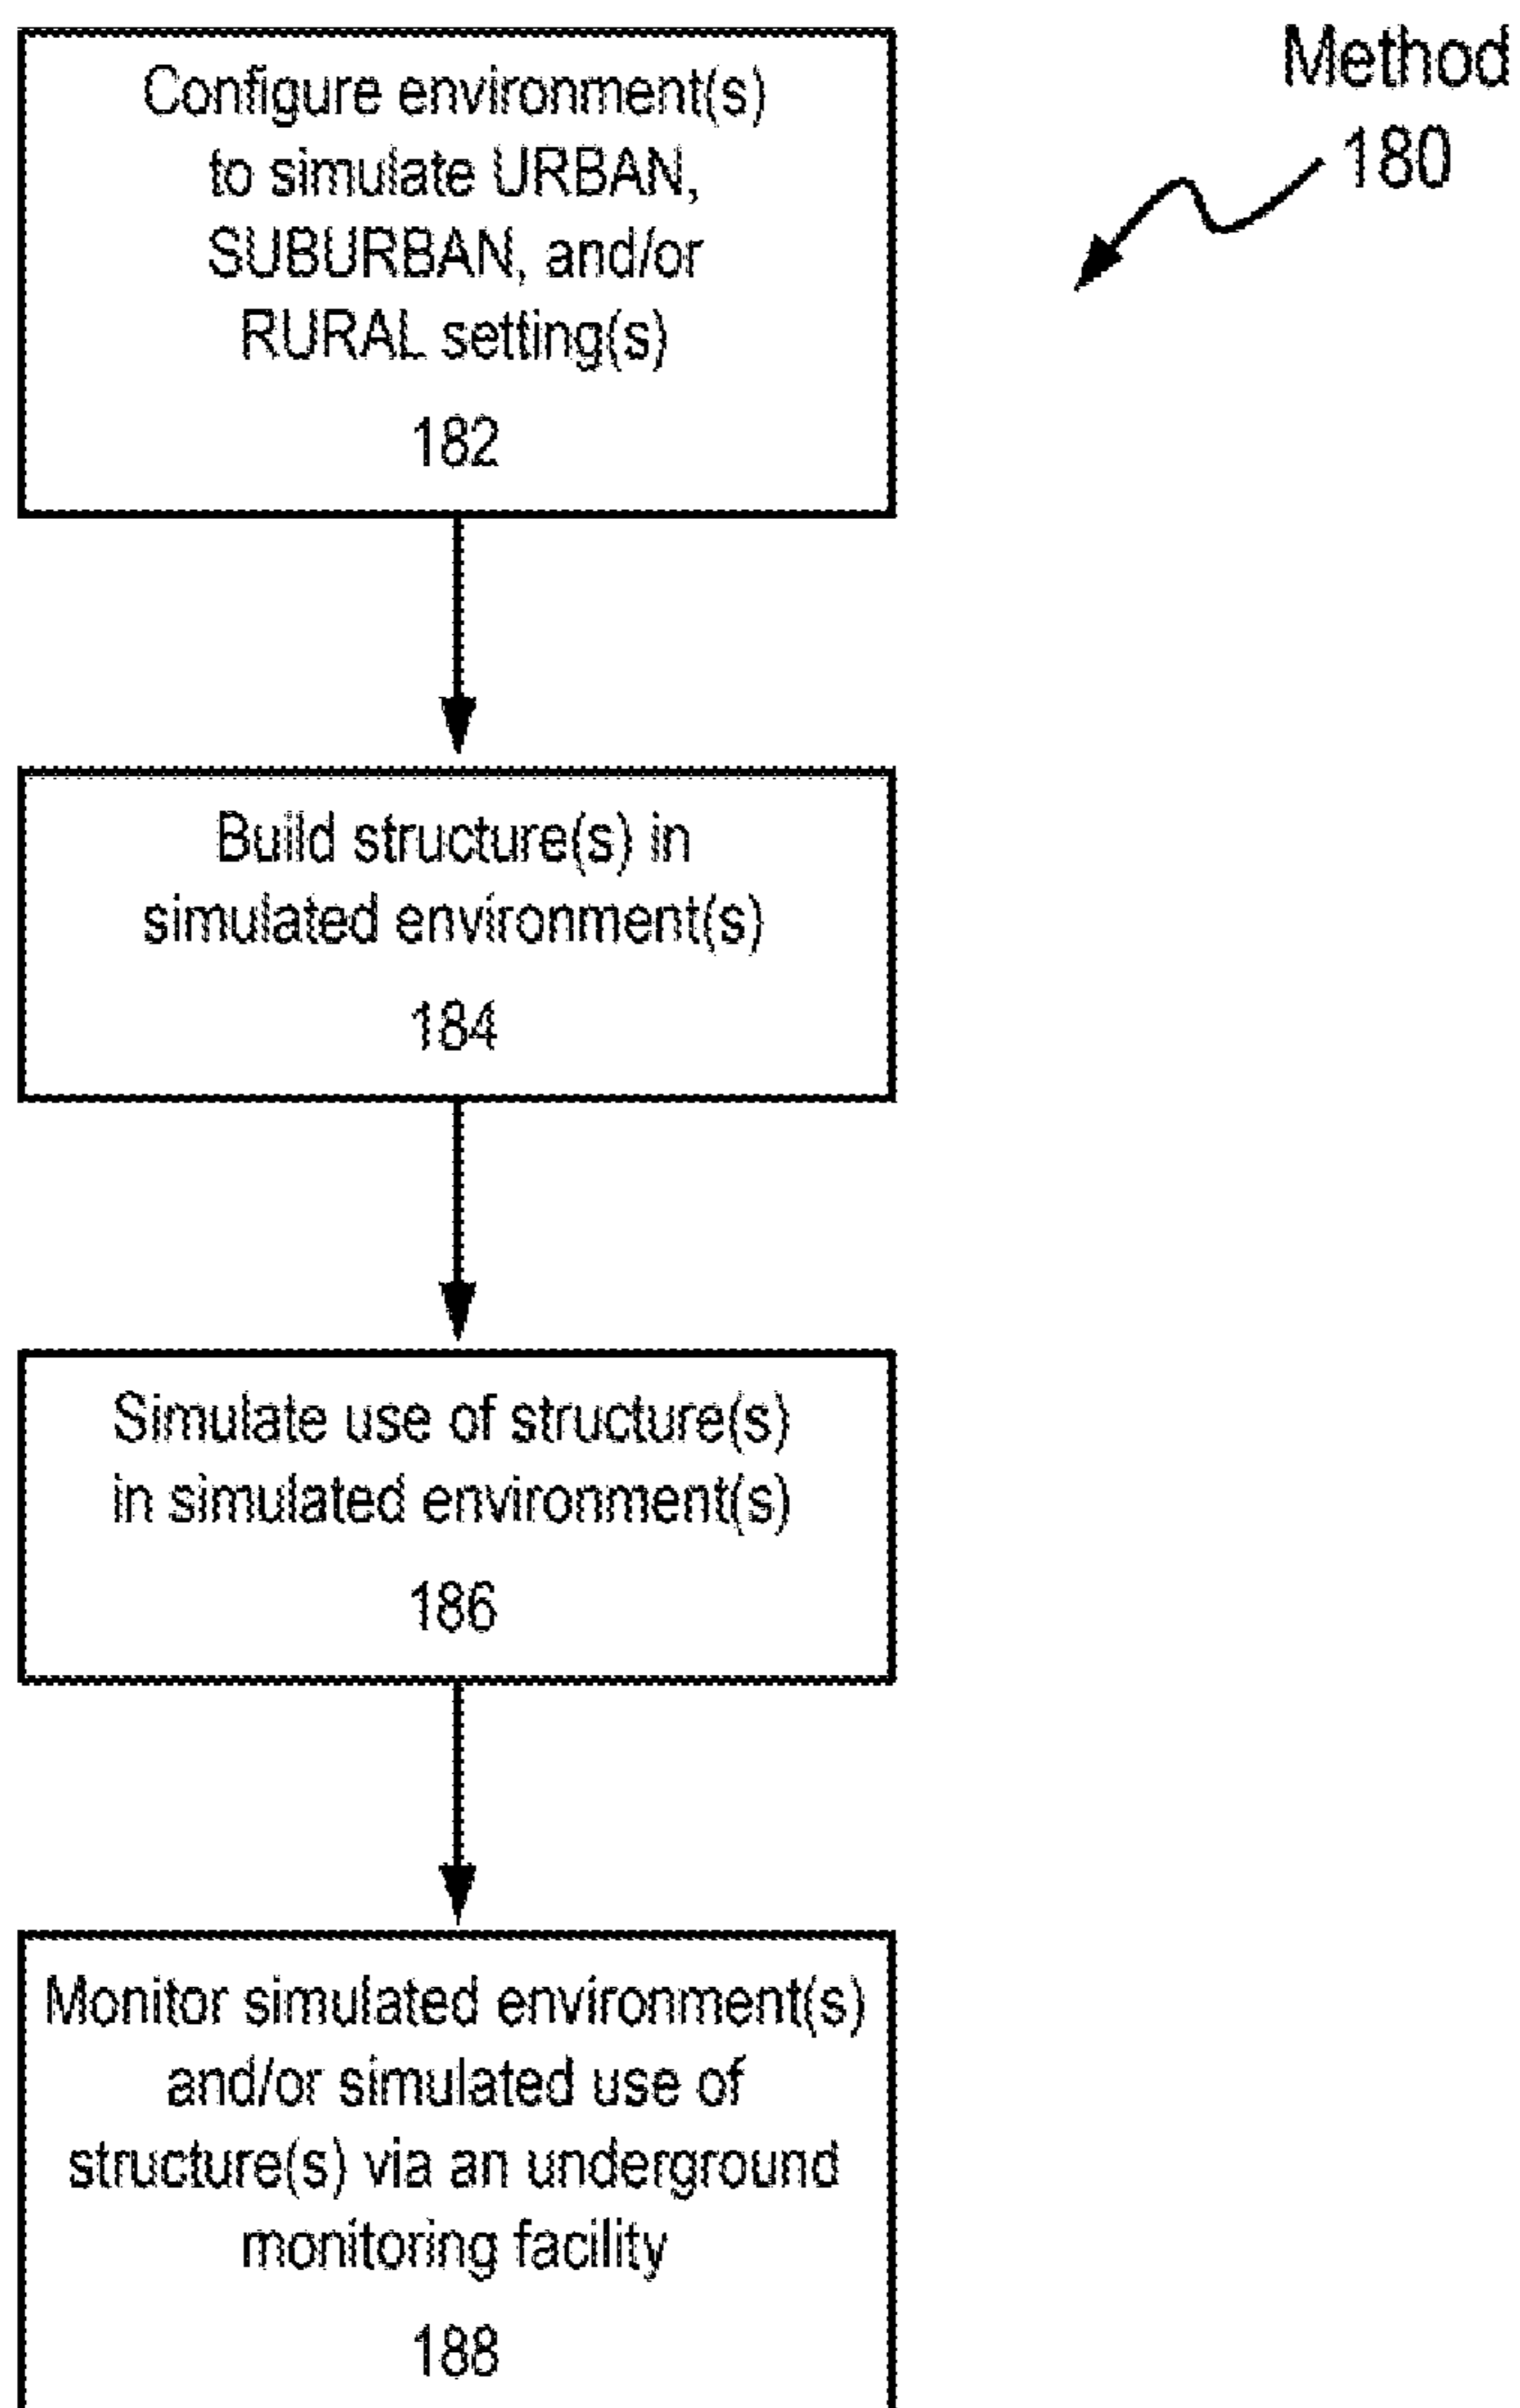 Method
180
Configure environment(s)
to simulate URBAN,
SUBURBAN, and/or
RURAL setting(s)
182
Build structure(s) in
simulated environment(s)
184
Simulate use of structure(s)
in simulated environment(s)
186
Monitor simulated environment(s)
and/or simulated use of
structure(s) via an underground
monitoring facility
188